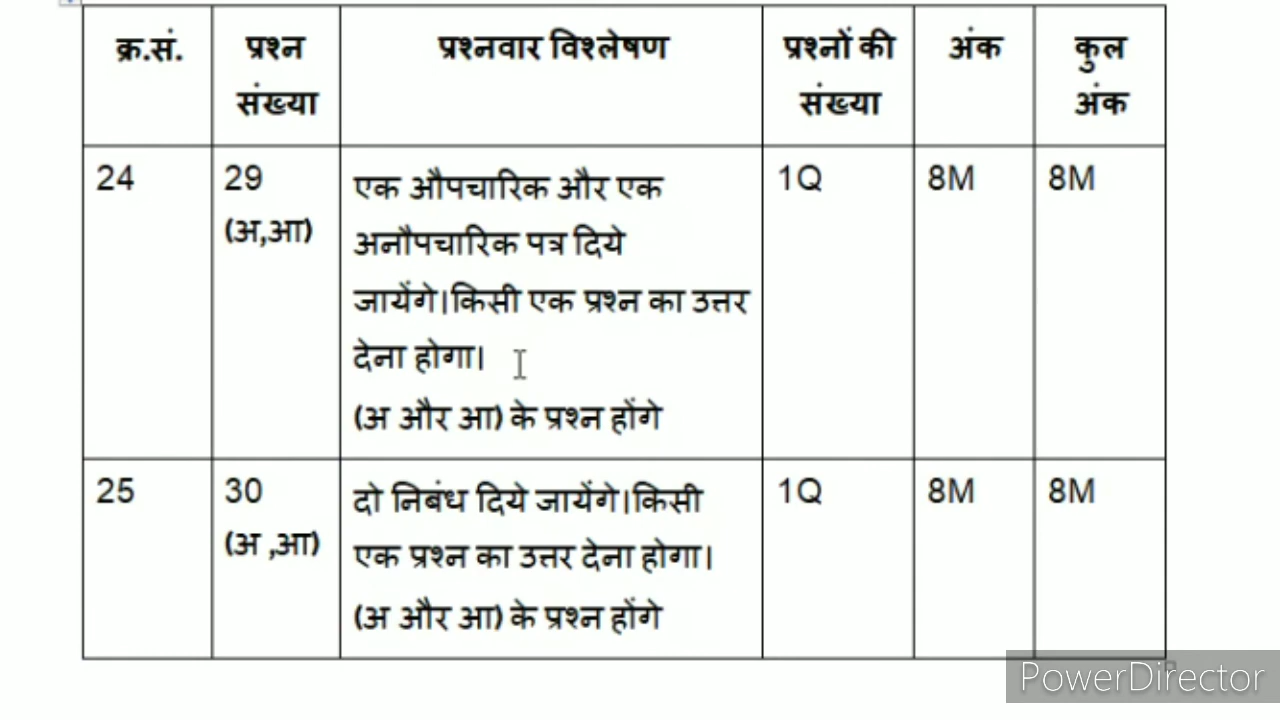 क्र.सं. प्रश्न संख्या प्रश्नवार विश्लेषण प्रश्नों की संख्या अंक कुल अंक
24 29 (अ,आ) एक औपचारिक और एक 1Q 8M 8M
अनौपचारिक पत्र दिये
जायेंगे।किसी एक प्रश्न का उत्तर
देना होगा।
(अ और आ) के प्रश्न होंगे
25 30 (अ ,आ) दो निबंध दिये जायेंगे।किसी 1Q 8M 8M
एक प्रश्न का उत्तर देना होगा।
(अ और आ) के प्रश्न होंगे
PowerDirector